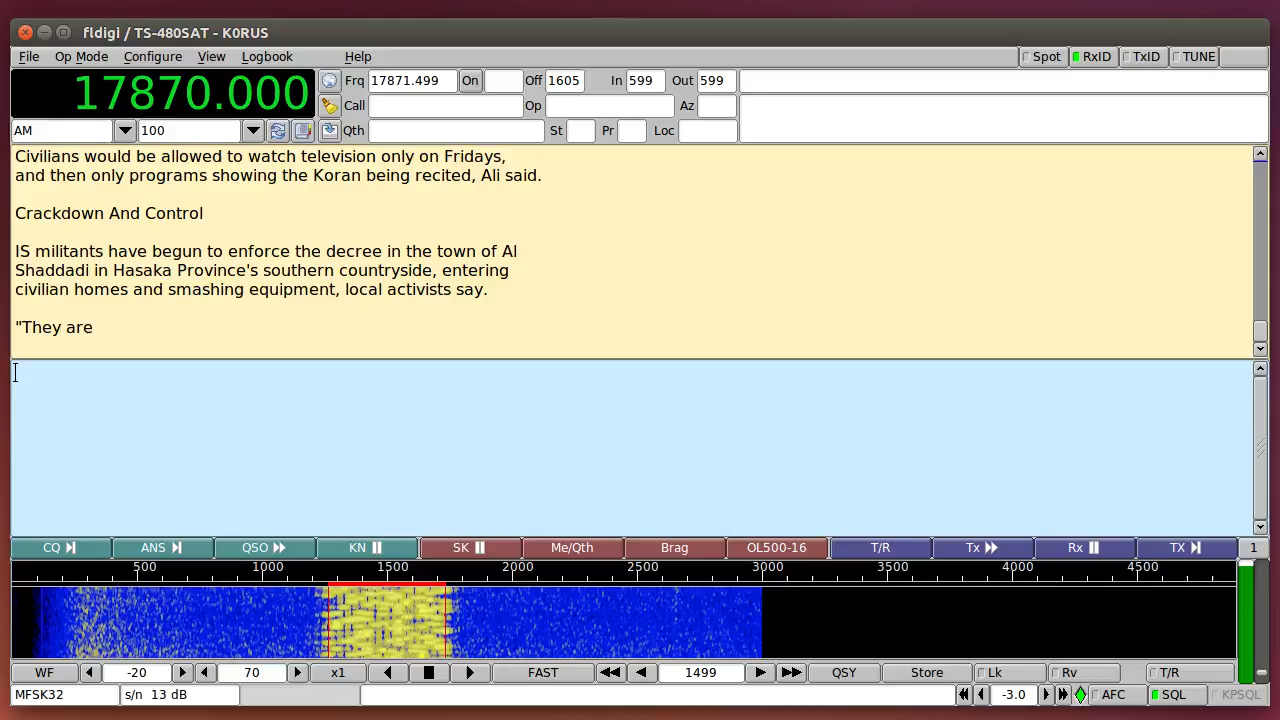 fldigi / TS-480SAT - K0RUS
File Op Mode Configure View Logbook Help Spot RxID TxID TUNE
17870.000 Frq 17871.499 On Off 1605 In 599 Out 599
Call Op Az
AM 100 Qth St Pr Loc
Civilians would be allowed to watch television only on Fridays,
and then only programs showing the Koran being recited, Ali said.
Crackdown And Control
IS militants have begun to enforce the decree in the town of Al
Shaddadi in Hasaka Province's southern countryside, entering
civilian homes and smashing equipment, local activists say.
"They are
CQ ANS QSO KN SK Me/Qth Brag OL500-16 T/R Tx Rx TX 1
500 1000 1500 2000 2500 3000 3500 4000 4500
WF -20 70 x1 FAST 1499 QSY Store Lk Rv T/R
MFSK32 s/n 13 dB -3.0 AFC SQL KPSQL